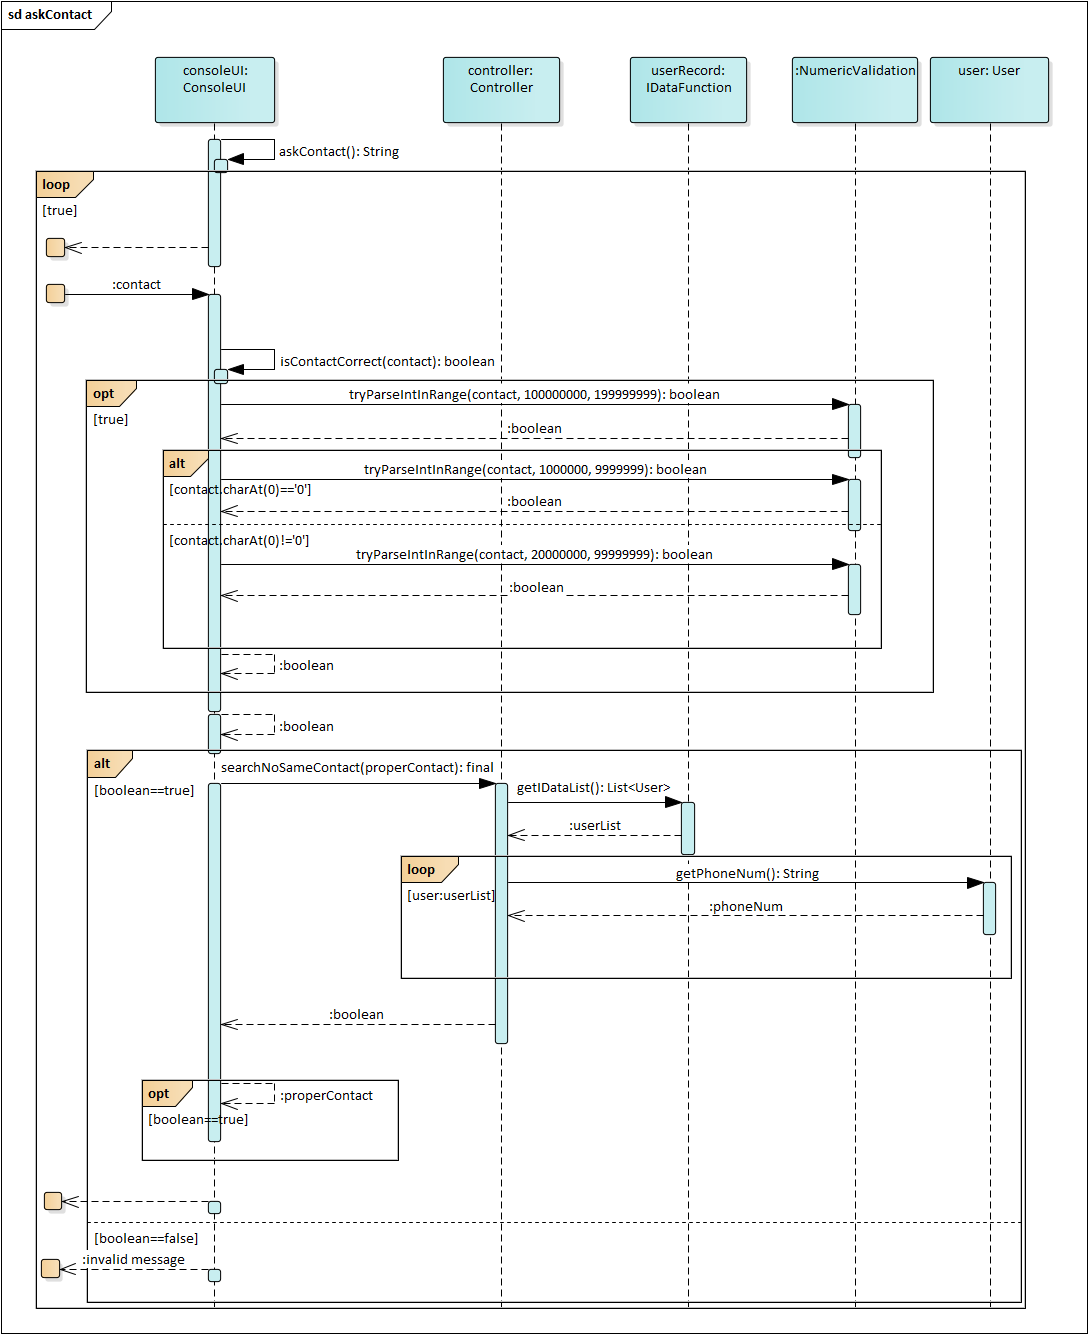 sd askContact
consoleUI:
ConsoleUI
controller:
Controller
userRecord:
IDataFunction
:NumericValidation
user: User
askContact(): String
loop
[true]
:contact
isContactCorrect(contact): boolean
opt
tryParseIntInRange(contact, 100000000, 199999999): boolean
[true]
:boolean
alt
tryParseIntInRange(contact, 1000000, 9999999): boolean
[contact.charAt(0)=='0']
:boolean
[contact.charAt(0)!='0']
tryParseIntInRange(contact, 20000000, 99999999): boolean
:boolean
:boolean
:boolean
alt
searchNoSameContact(properContact): final
[boolean==true]
getIDataList(): List<User>
:userList
loop
getPhoneNum(): String
[user:userList]
:phoneNum
:boolean
opt
:properContact
[boolean==true]
[boolean==false]
:invalid message